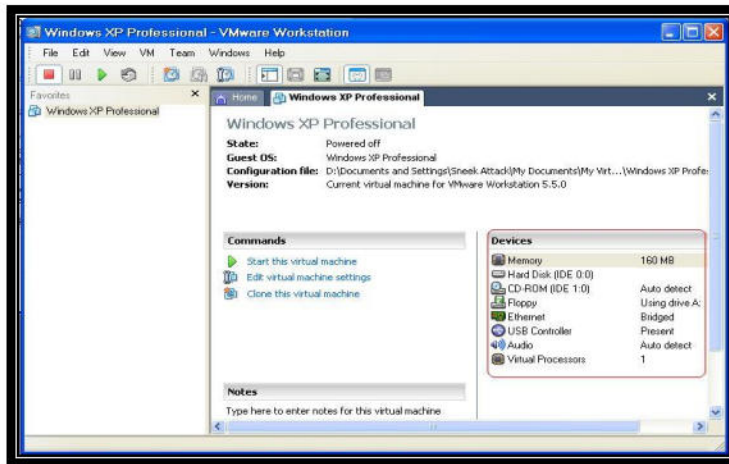 Windows XP Professional - VMware Workstation
File Edit View VM Team Windows Help
Favorites
Windows XP Professional
Home Windows XP Professional
Windows XP Professional
State: Powered off
Guest OS: Windows XP Professional
Configuration file: D:\Documents and Settings\Sneek Attack\My Documents\My Virt...\Windows XP Profe
Version: Current virtual machine for VMware Workstation 5.5.0
Commands
Start this virtual machine
Edit virtual machine settings
Clone this virtual machine
Devices
Memory 160 MB
Hard Disk (IDE 0:0)
CD-ROM (IDE 1:0) Auto detect
Floppy Using drive A:
Ethernet Bridged
USB Controller Present
Audio Auto detect
Virtual Processors 1
Notes
Type here to enter notes for this virtual machine